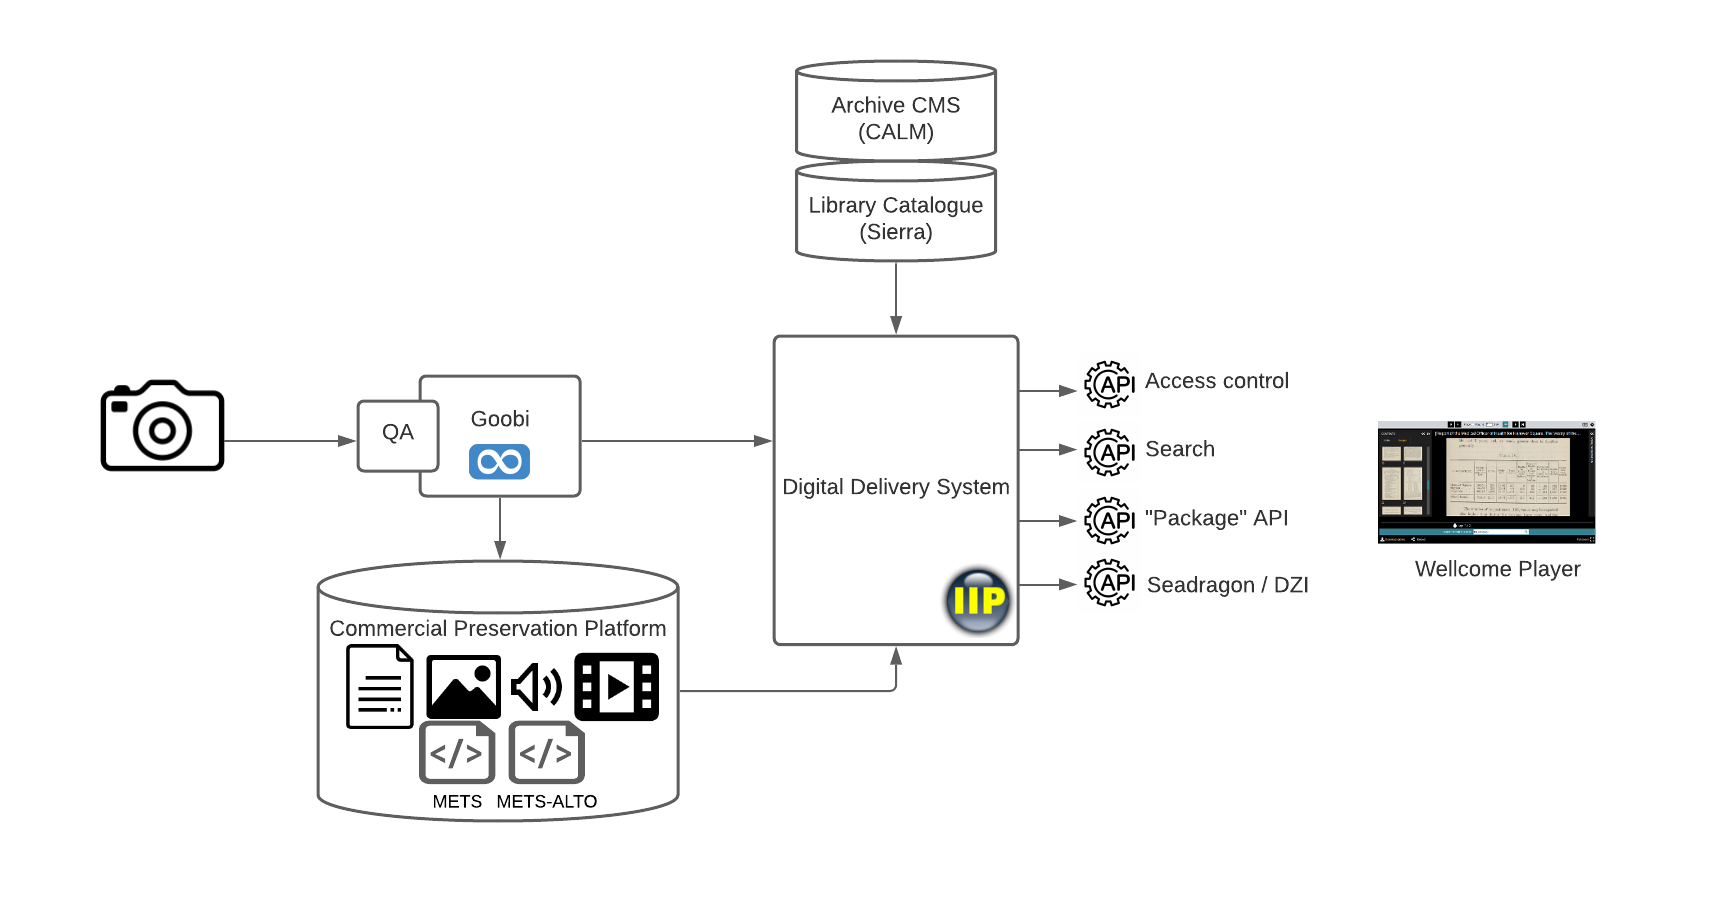 Archive CMS
(CALM)
Library Catalogue
(Sierra)
QA
Goobi
Digital Delivery System
IIP
API Access control
API Search
API "Package" API
API Seadragon / DZI
Wellcome Player
Commercial Preservation Platform
</>
</>
METS METS-ALTO